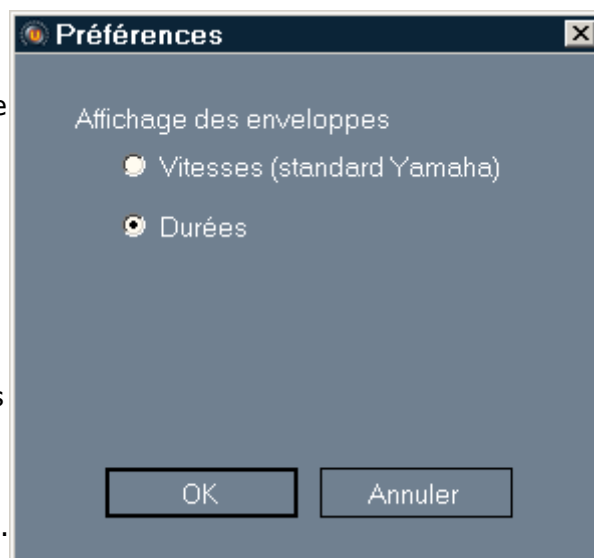 Préférences
e
Affichage des enveloppes
Vitesses (standard Yamaha)
Durées
s
OK
Annuler
.